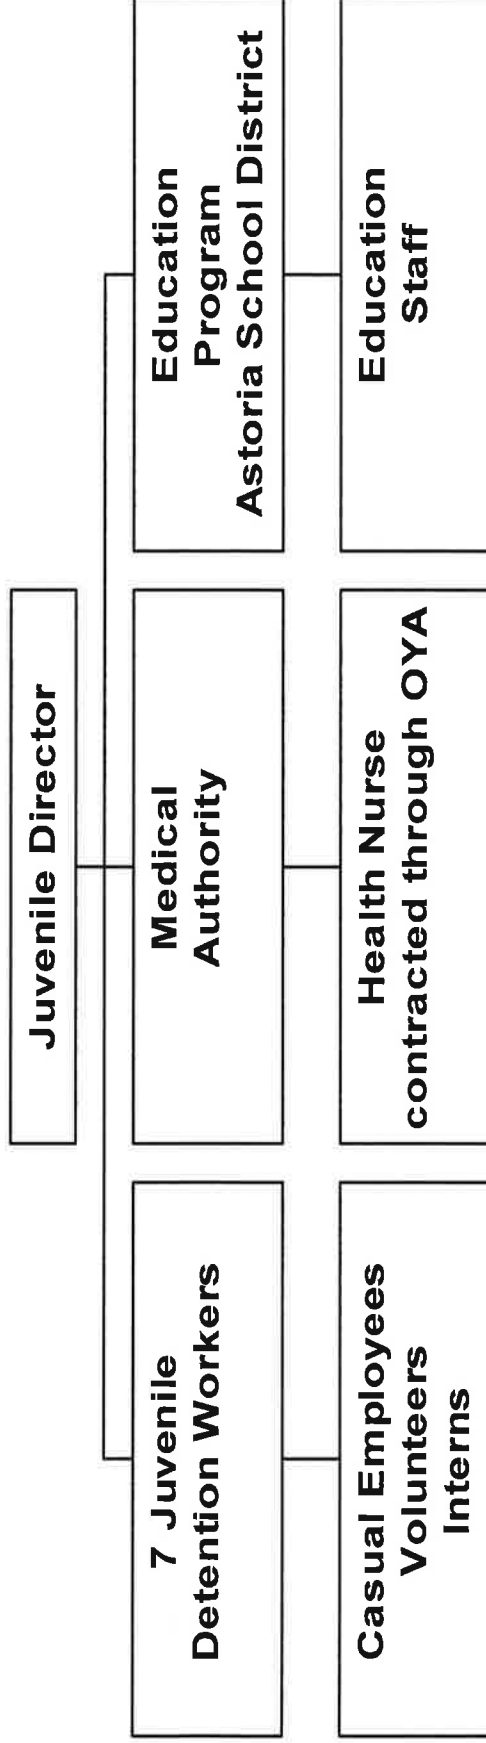 Juvenile Director
7 Juvenile
Detention Workers
Medical
Authority
Education
Program
Astoria School District
Casual Employees
Volunteers
Interns
Health Nurse
contracted through OYA
Education
Staff